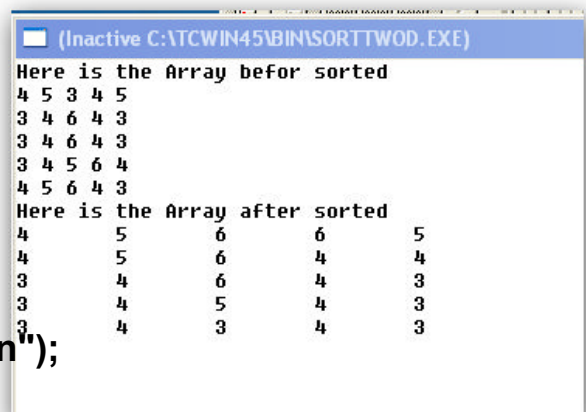 (Inactive C:\TCWIN45\BIN\SORTTWOD.EXE)
Here is the Array befor sorted
4 5 3 4 5
3 4 6 4 3
3 4 6 4 3
3 4 5 6 4
4 5 6 4 3
Here is the Array after sorted
4 5 6 6 5
4 5 6 4 4
3 4 6 4 3
3 4 5 4 3
3 4 3 4 3
n");